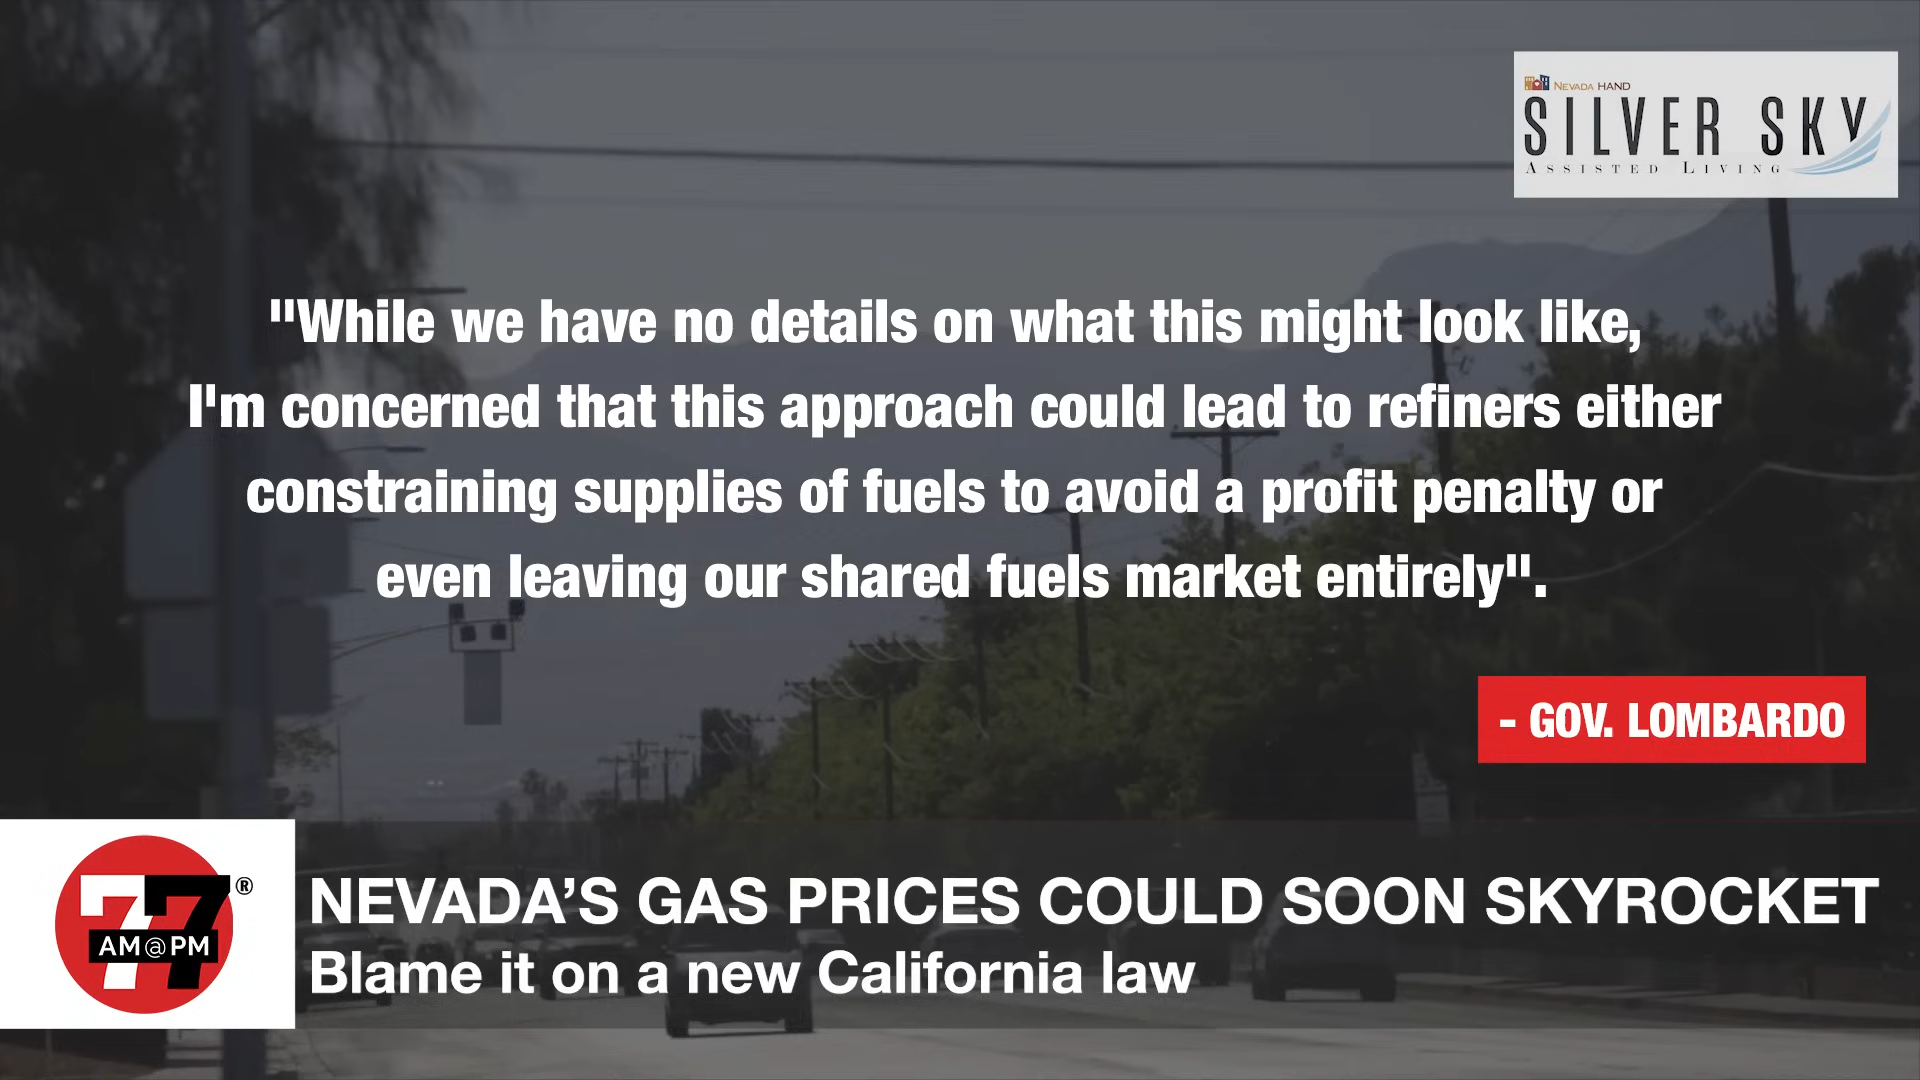 NEVADA HAND
SILVER SKY
ASSISTED LIVING
"While we have no details on what this might look like,
I'm concerned that this approach could lead to refiners either
constraining supplies of fuels to avoid a profit penalty or
even leaving our shared fuels market entirely".
- GOV. LOMBARDO
77®
AM@PM
NEVADA’S GAS PRICES COULD SOON SKYROCKET
Blame it on a new California law